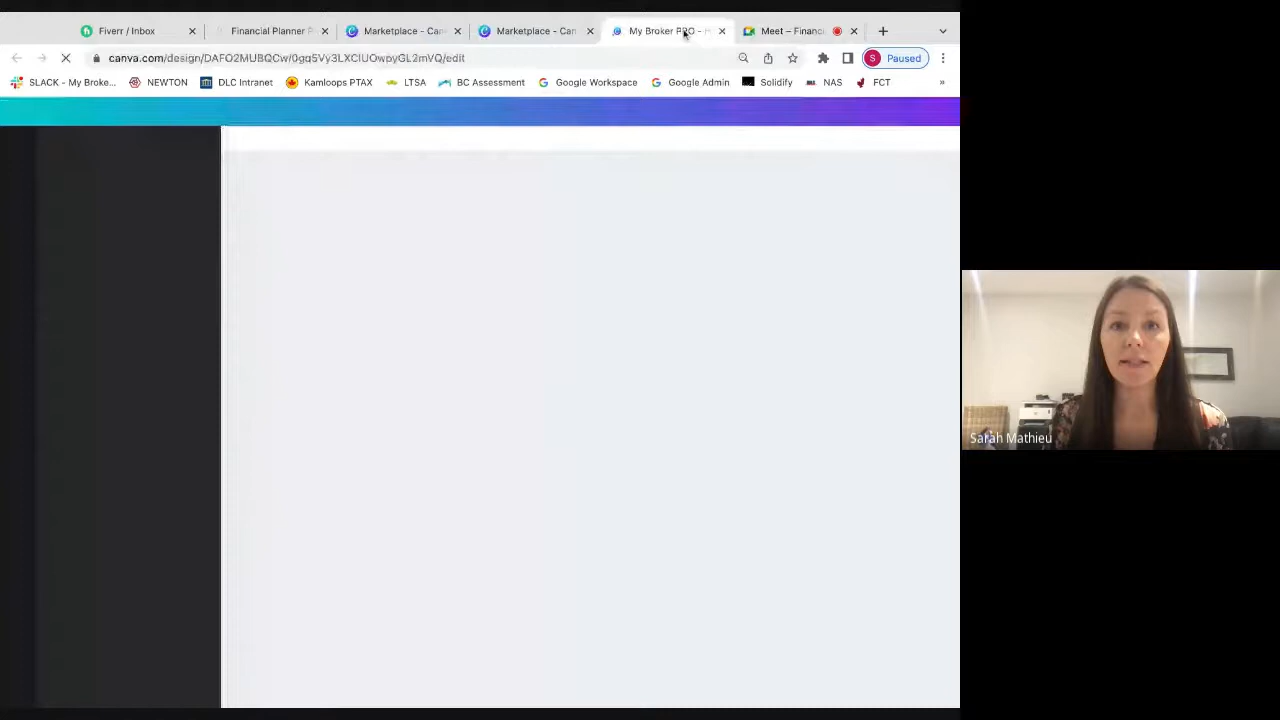 Fiverr / Inbox
Financial Planner P
Marketplace - Can
Marketplace - Can
My Broker PRO -
Meet – Financi
canva.com/design/DAFO2MUBQCw/0gq5Vy3LXCIUOwpyGL2mVQ/edit
S Paused
SLACK - My Broke...
NEWTON
DLC Intranet
Kamloops PTAX
LTSA
BC Assessment
Google Workspace
Google Admin
Solidify
NAS
FCT
»
Sarah Mathieu